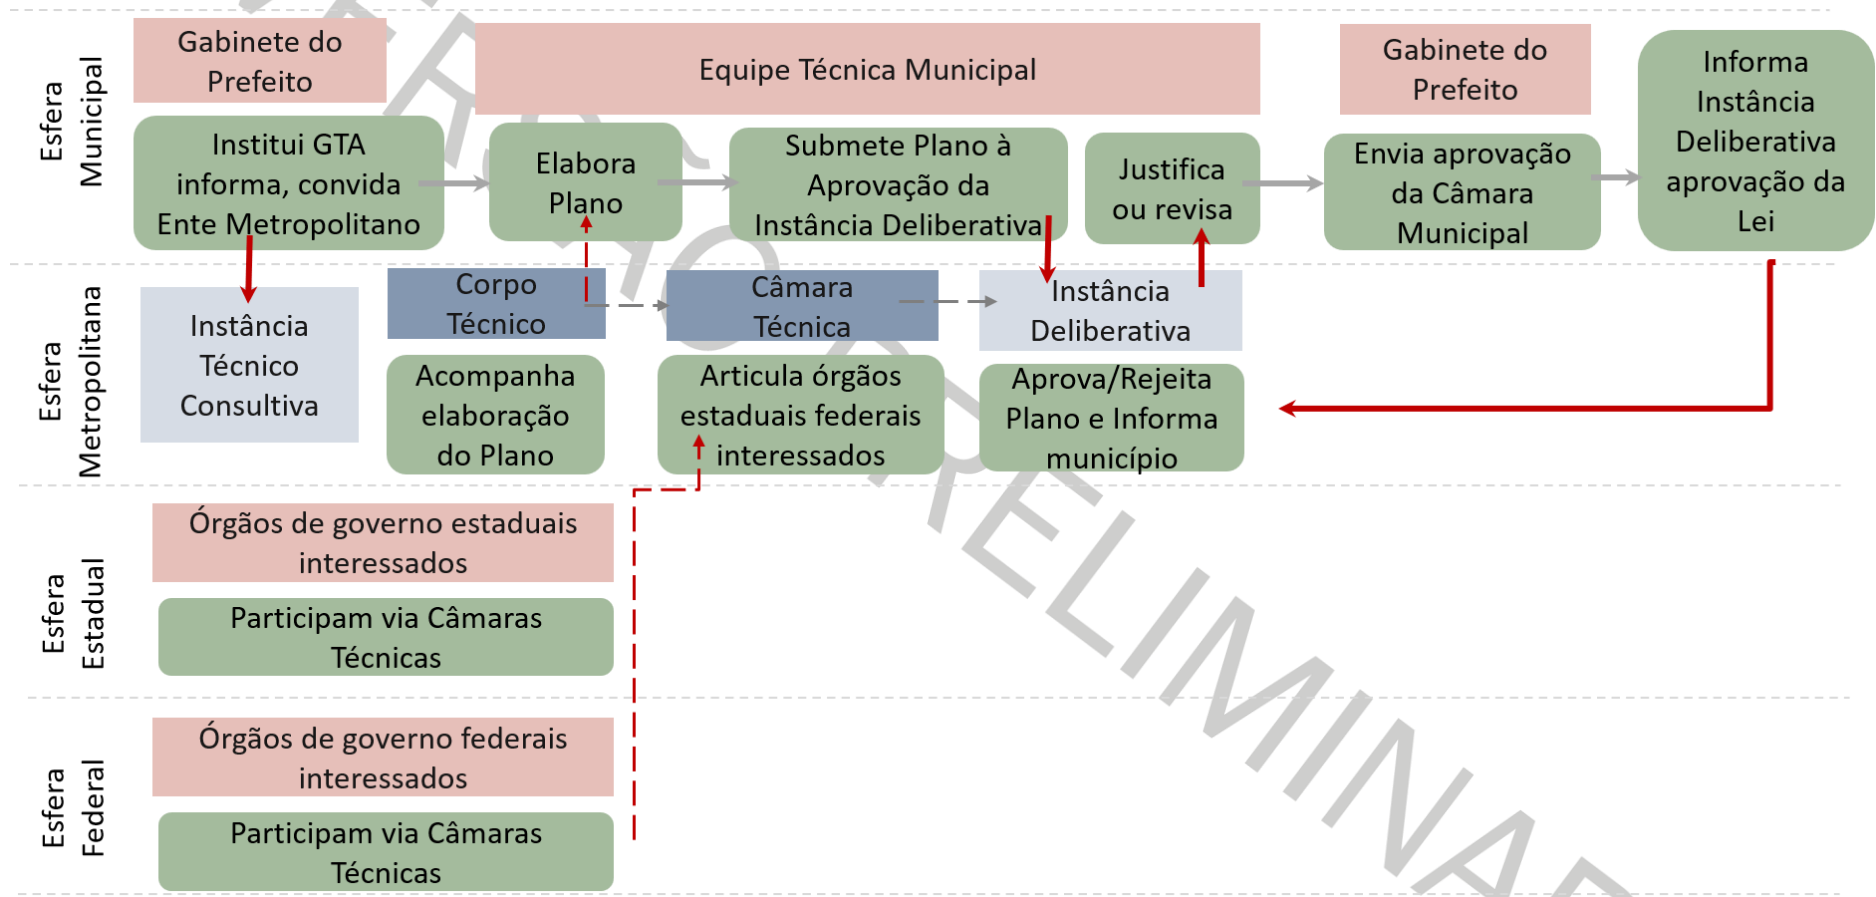 Esfera
Municipal
Gabinete do
Prefeito
Equipe Técnica Municipal
Gabinete do
Prefeito
Institui GTA
informa, convida
Ente Metropolitano
Elabora
Plano
Submete Plano à
Aprovação da
Instância Deliberativa
Justifica
ou revisa
Envia aprovação
da Câmara
Municipal
Informa
Instância
Deliberativa
aprovação da
Lei
Esfera
Metropolitana
Instância
Técnico
Consultiva
Corpo
Técnico
Câmara
Técnica
Instância
Deliberativa
Acompanha
elaboração
do Plano
Articula órgãos
estaduais federais
interessados
Aprova/Rejeita
Plano e Informa
município
Esfera
Estadual
Órgãos de governo estaduais
interessados
Participam via Câmaras
Técnicas
Esfera
Federal
Órgãos de governo federais
interessados
Participam via Câmaras
Técnicas